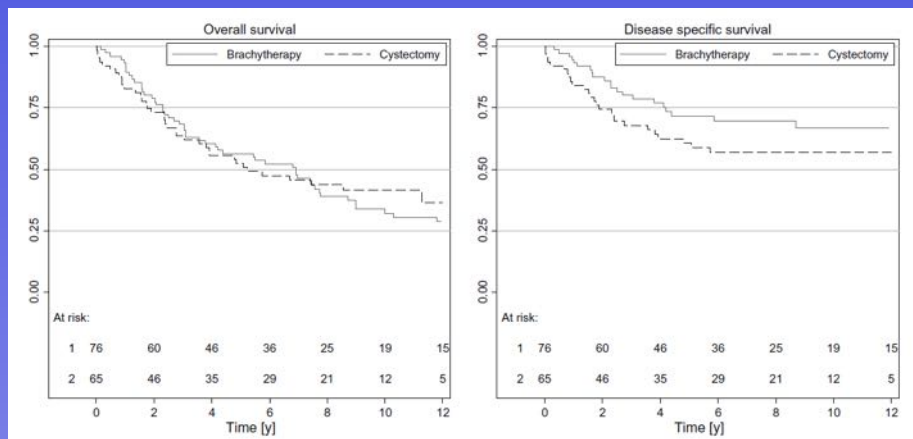 Overall survival
Brachytherapy Cystectomy
1.00
0.75
0.50
0.25
0.00
At risk:
1 76 60 46 36 25 19 15
2 65 46 35 29 21 12 5
0 2 4 6 8 10 12
Time [y]
Disease specific survival
Brachytherapy Cystectomy
1.00
0.75
0.50
0.25
0.00
At risk:
1 76 60 46 36 25 19 15
2 65 46 35 29 21 12 5
0 2 4 6 8 10 12
Time [y]